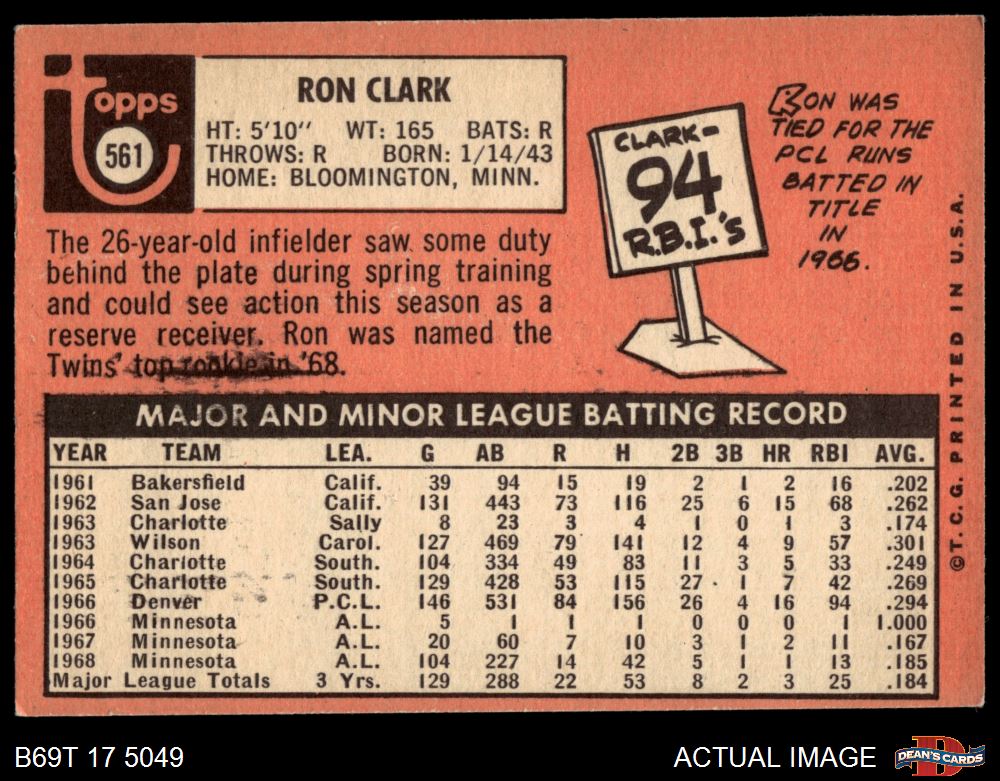 Topps
561
RON CLARK
HT: 5'10" WT: 165 BATS: R
THROWS: R BORN: 1/14/43
HOME: BLOOMINGTON, MINN.
The 26-year-old infielder saw some duty
behind the plate during spring training
and could see action this season as a
reserve receiver. Ron was named the
Twins' top rookie in '68.
CLARK-
94
R.B.I.'S
RON WAS
TIED FOR THE
PCL RUNS
BATTED IN
TITLE
IN
1966.
MAJOR AND MINOR LEAGUE BATTING RECORD
YEAR TEAM LEA. G AB R H 2B 3B HR RBI AVG.
1961 Bakersfield Calif. 39 94 15 19 2 1 2 16 .202
1962 San Jose Calif. 131 443 73 116 25 6 15 68 .262
1963 Charlotte Sally 8 23 3 4 1 0 1 3 .174
1963 Wilson Carol. 127 469 79 141 12 4 9 57 .301
1964 Charlotte South. 104 334 49 83 11 3 5 33 .249
1965 Charlotte South. 129 428 53 115 27 1 7 42 .269
1966 Denver P.C.L. 146 531 84 156 26 4 16 94 .294
1966 Minnesota A.L. 5 1 1 1 0 0 0 1 1.000
1967 Minnesota A.L. 20 60 7 10 3 1 2 11 .167
1968 Minnesota A.L. 104 227 14 42 5 1 1 13 .185
Major League Totals 3 Yrs. 129 288 22 53 8 2 3 25 .184
©T. C. G. PRINTED IN U.S.A.
B69T 17 5049
ACTUAL IMAGE
D
DEAN'S CARDS